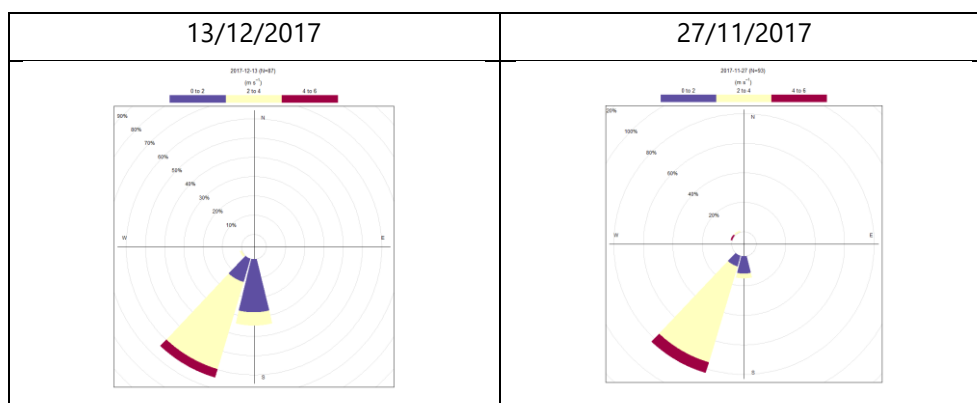 13/12/2017
27/11/2017
2017-12-13 (N=97)
(m s⁻¹)
0 to 2 2 to 4 4 to 6
90%
80%
70%
60%
50%
40%
30%
20%
10%
N
W
E
S
2017-11-27 (N=93)
(m s⁻¹)
0 to 2 2 to 4 4 to 6
20%
100%
80%
60%
40%
20%
N
W
E
S